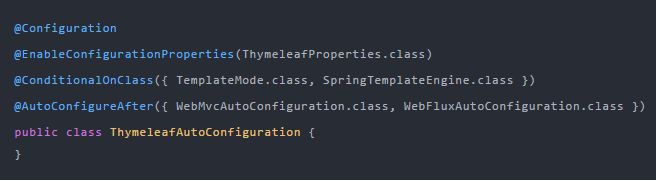 @Configuration
@EnableConfigurationProperties(ThymeleafProperties.class)
@ConditionalOnClass({ TemplateMode.class, SpringTemplateEngine.class })
@AutoConfigureAfter({ WebMvcAutoConfiguration.class, WebFluxAutoConfiguration.class })
public class ThymeleafAutoConfiguration {
}